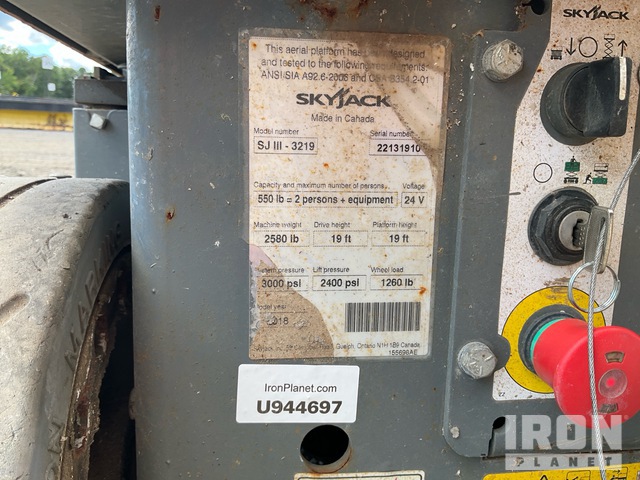 This aerial platform has been designed
and tested to the following requirements:
ANSI/SIA A92.6-2006 and CSA B354.2-01
SKYJACK
Made in Canada
Model number Serial number
SJ III - 3219 22131910
Capacity and maximum number of persons Voltage
550 lb = 2 persons + equipment 24 V
Machine weight Drive height Platform height
2580 lb 19 ft 19 ft
System pressure Lift pressure Wheel load
3000 psi 2400 psi 1260 lb
Model year
2018
Guelph, Ontario N1H 1B9 Canada
155698AE
IronPlanet.com
U944697
SKYJACK
IRON
PLANET